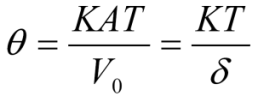 θ = KAT / V₀ = KT / δ